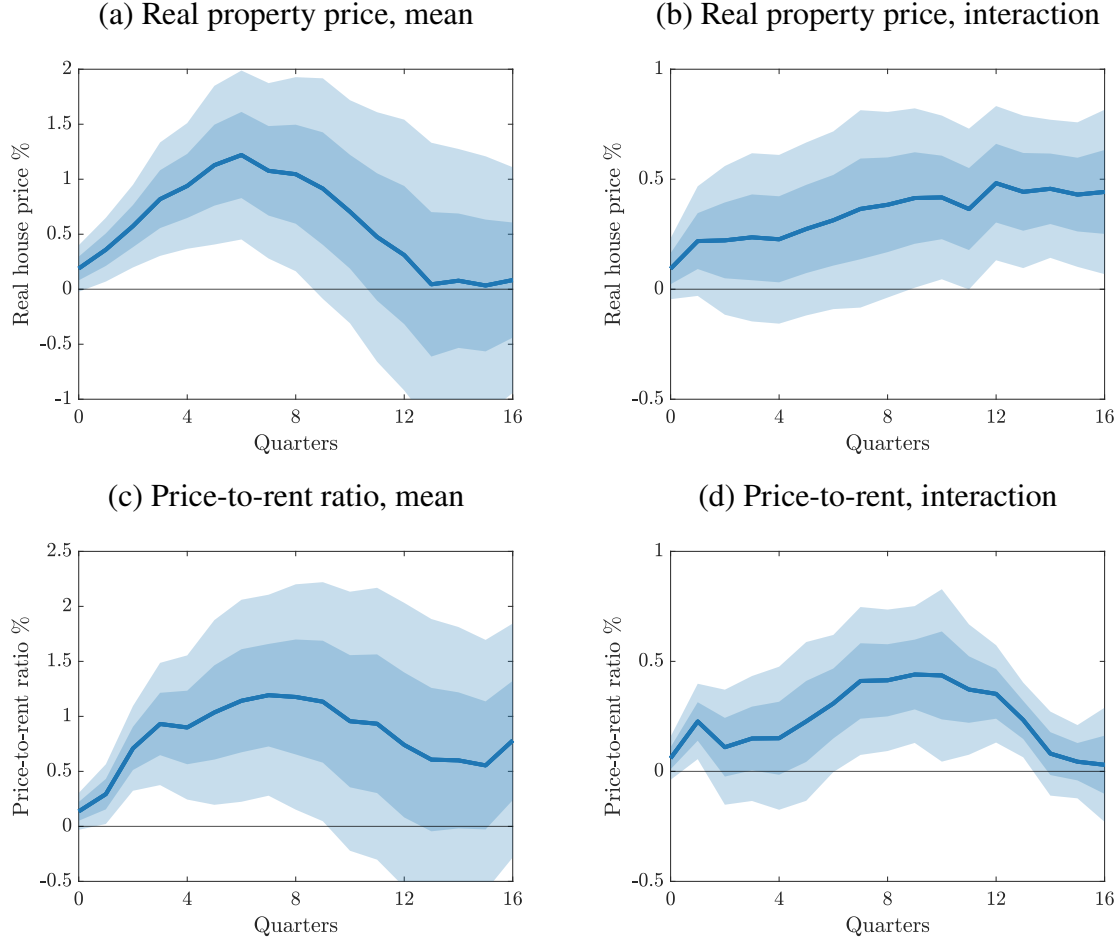 (a) Real property price, mean
Real house price %
2
1.5
1
0.5
0
-0.5
-1
0 4 8 12 16
Quarters
(b) Real property price, interaction
Real house price %
1
0.5
0
-0.5
0 4 8 12 16
Quarters
(c) Price-to-rent ratio, mean
Price-to-rent ratio %
2.5
2
1.5
1
0.5
0
-0.5
0 4 8 12 16
Quarters
(d) Price-to-rent, interaction
Price-to-rent ratio %
1
0.5
0
-0.5
0 4 8 12 16
Quarters